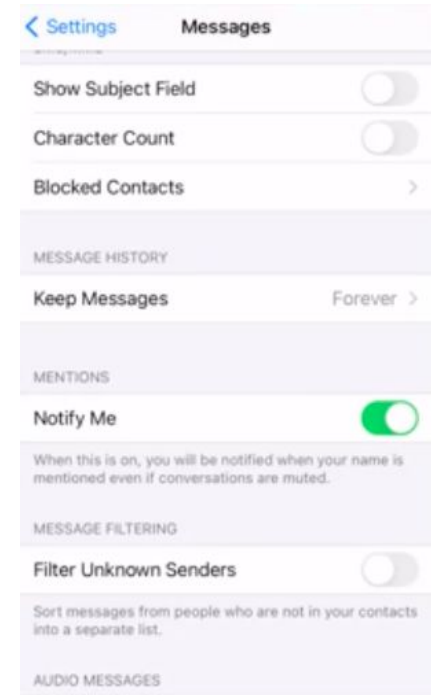 Settings
Messages
Show Subject Field
Character Count
Blocked Contacts
MESSAGE HISTORY
Keep Messages
Forever
MENTIONS
Notify Me
When this is on, you will be notified when your name is
mentioned even if conversations are muted.
MESSAGE FILTERING
Filter Unknown Senders
Sort messages from people who are not in your contacts
into a separate list.
AUDIO MESSAGES